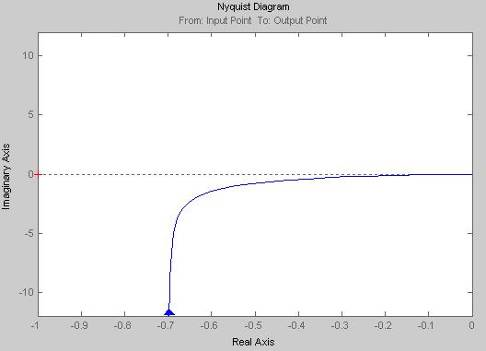 Nyquist Diagram
From: Input Point To: Output Point
10
5
0
-5
-10
Imaginary Axis
-1 -0.9 -0.8 -0.7 -0.6 -0.5 -0.4 -0.3 -0.2 -0.1 0
Real Axis